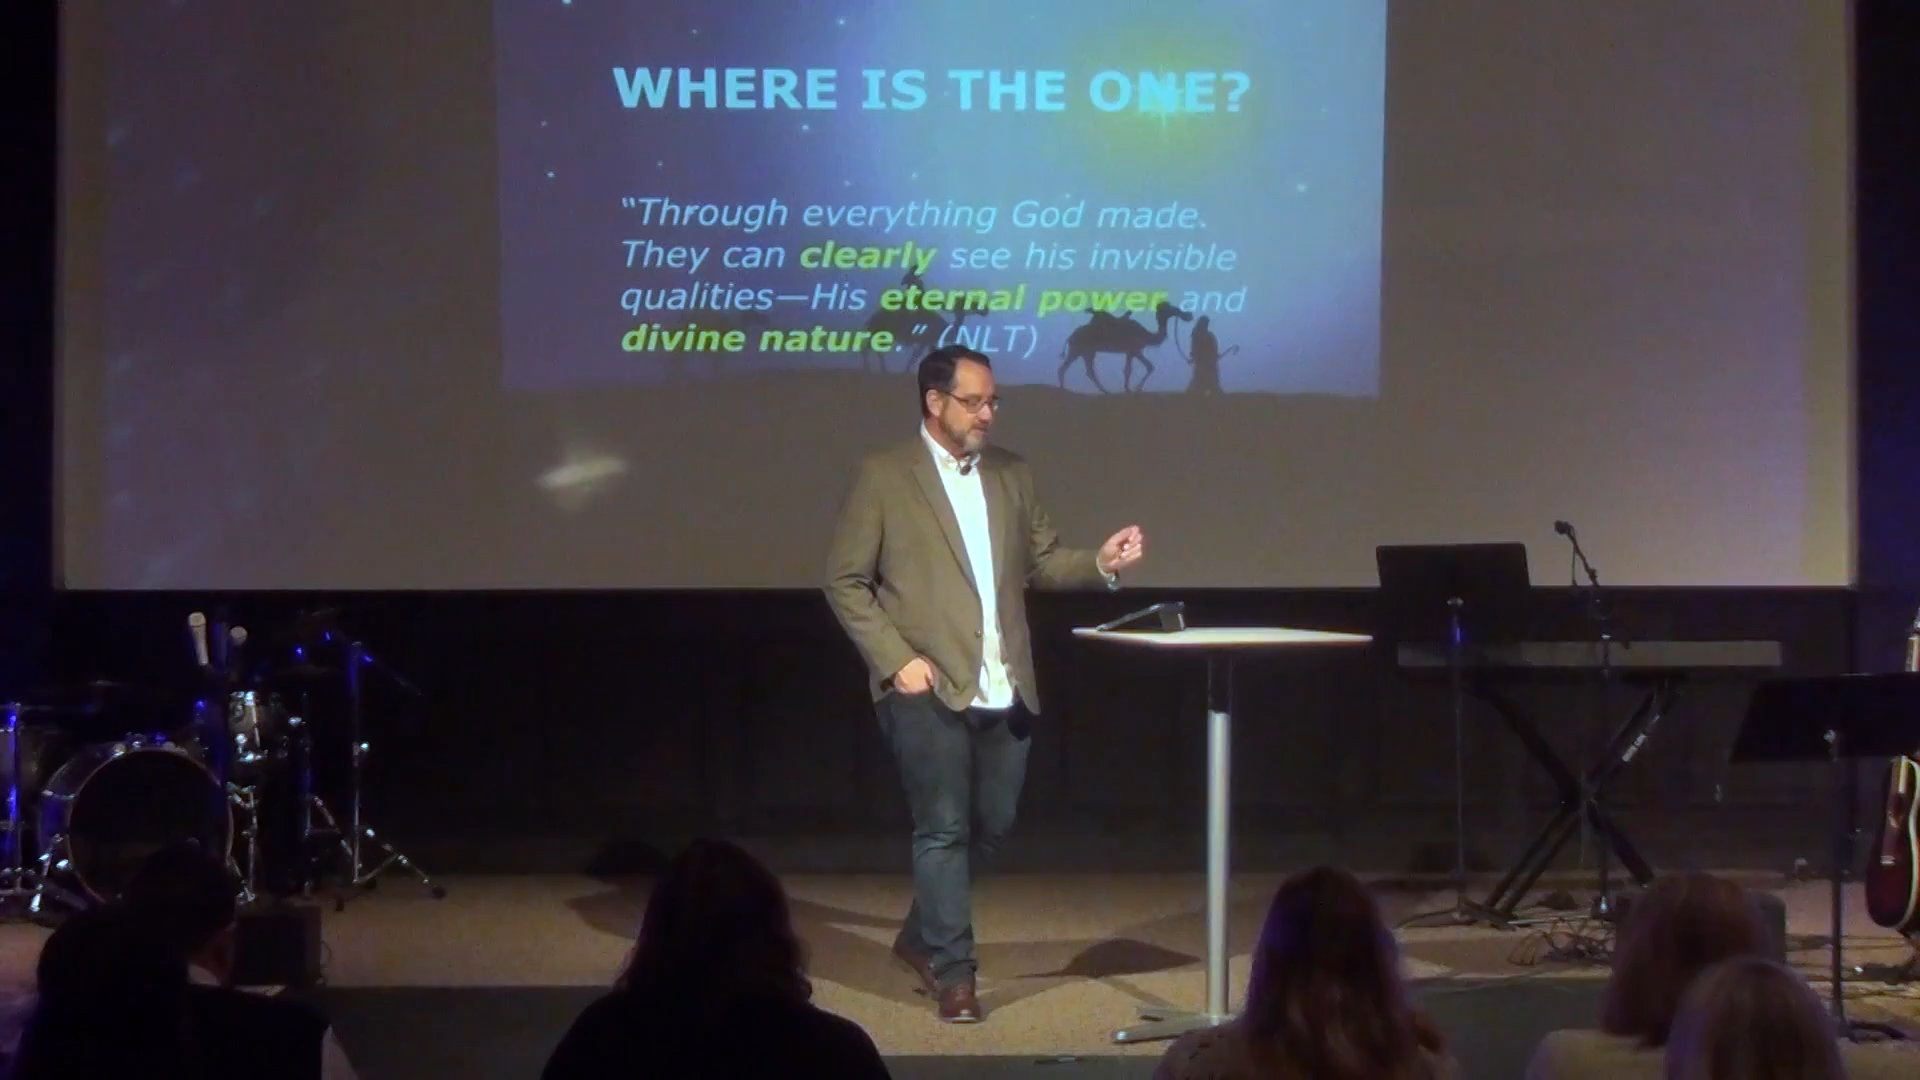 WHERE IS THE ONE?
“Through everything God made.
They can clearly see his invisible
qualities—His eternal power and
divine nature.” (NLT)